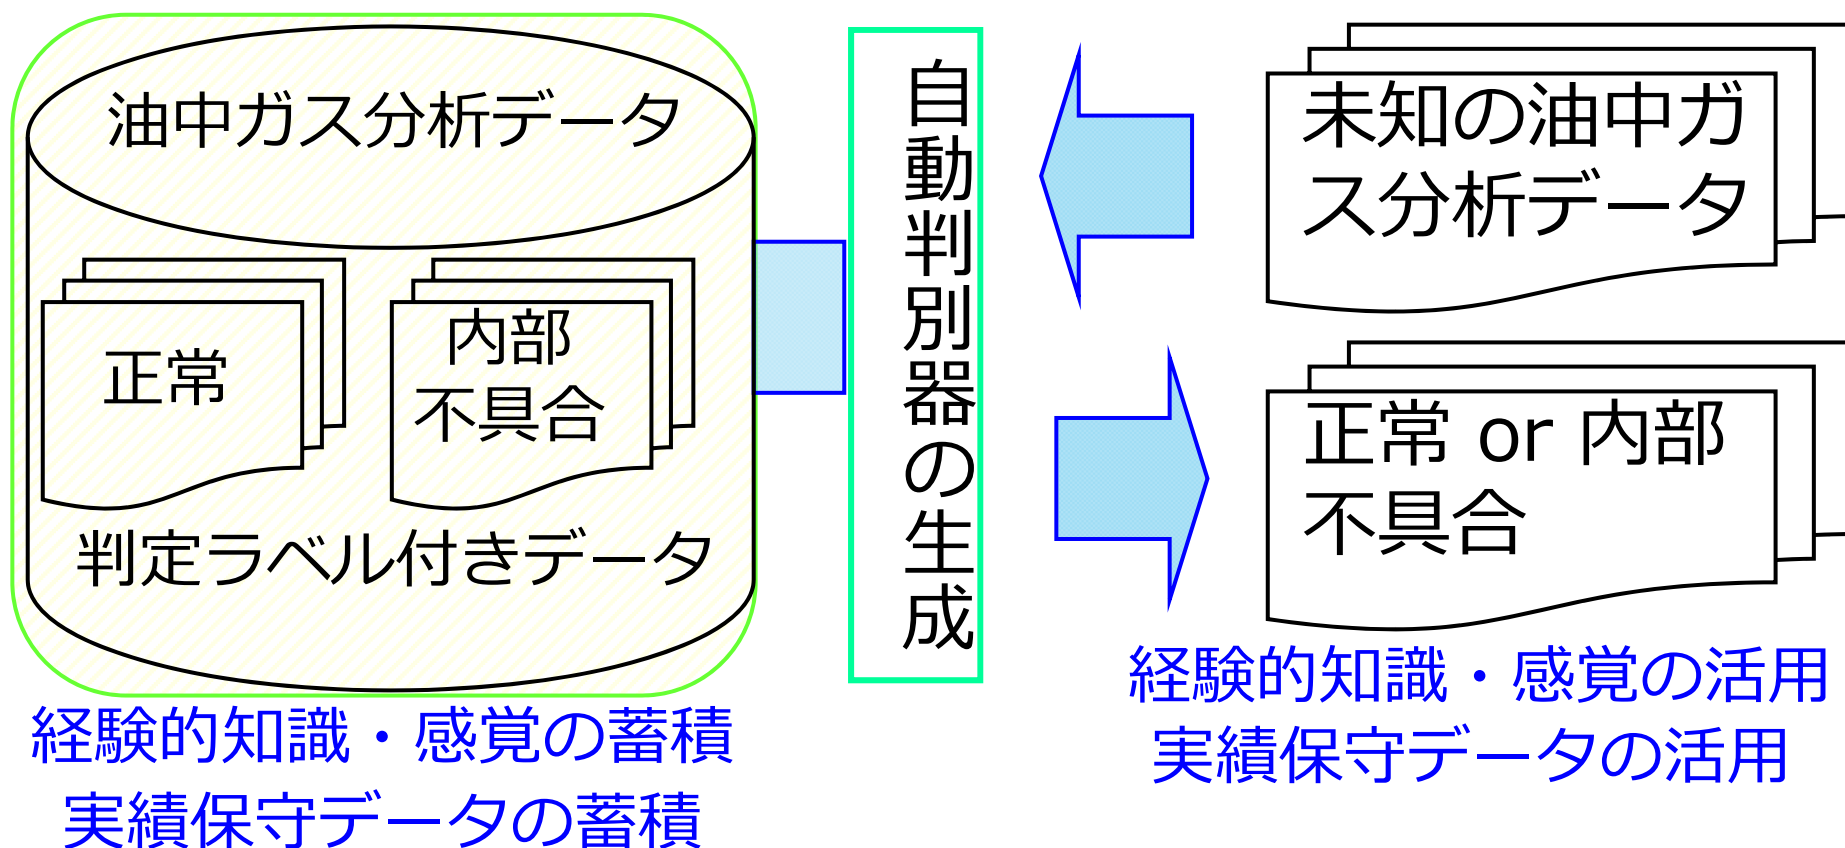 油中ガス分析データ
正常
内部
不具合
判定ラベル付きデータ
経験的知識・感覚の蓄積
実績保守データの蓄積
自動判別器の生成
未知の油中ガ
ス分析データ
正常 or 内部
不具合
経験的知識・感覚の活用
実績保守データの活用